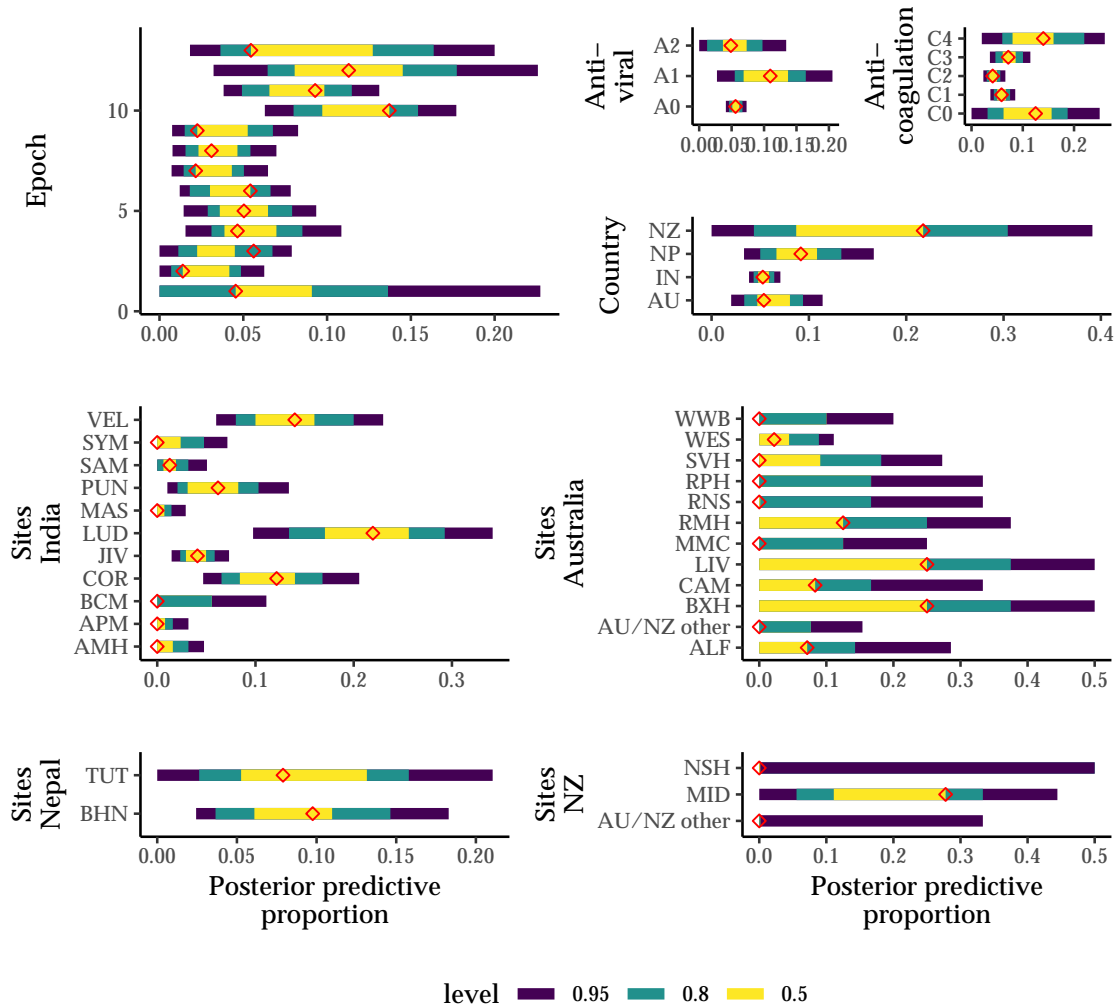 Epoch
10
5
0
0.00
0.05
0.10
0.15
0.20
Anti−
viral
A2
A1
A0
0.00
0.05
0.10
0.15
0.20
Anti−
coagulation
C4
C3
C2
C1
C0
0.1
0.2
Country
NZ
NP
IN
AU
0.0
0.1
0.2
0.3
0.4
Sites
India
VEL
SYM
SAM
PUN
MAS
LUD
JIV
COR
BCM
APM
AMH
0.0
0.1
0.2
0.3
Sites
Australia
WWB
WES
SVH
RPH
RNS
RMH
MMC
LIV
CAM
BXH
AU/NZ other
ALF
0.0
0.1
0.2
0.3
0.4
0.5
Sites
Nepal
TUT
BHN
0.00
0.05
0.10
0.15
0.20
Posterior predictive
proportion
Sites
NZ
NSH
MID
AU/NZ other
0.0
0.1
0.2
0.3
0.4
0.5
Posterior predictive
proportion
level 0.95 0.8 0.5